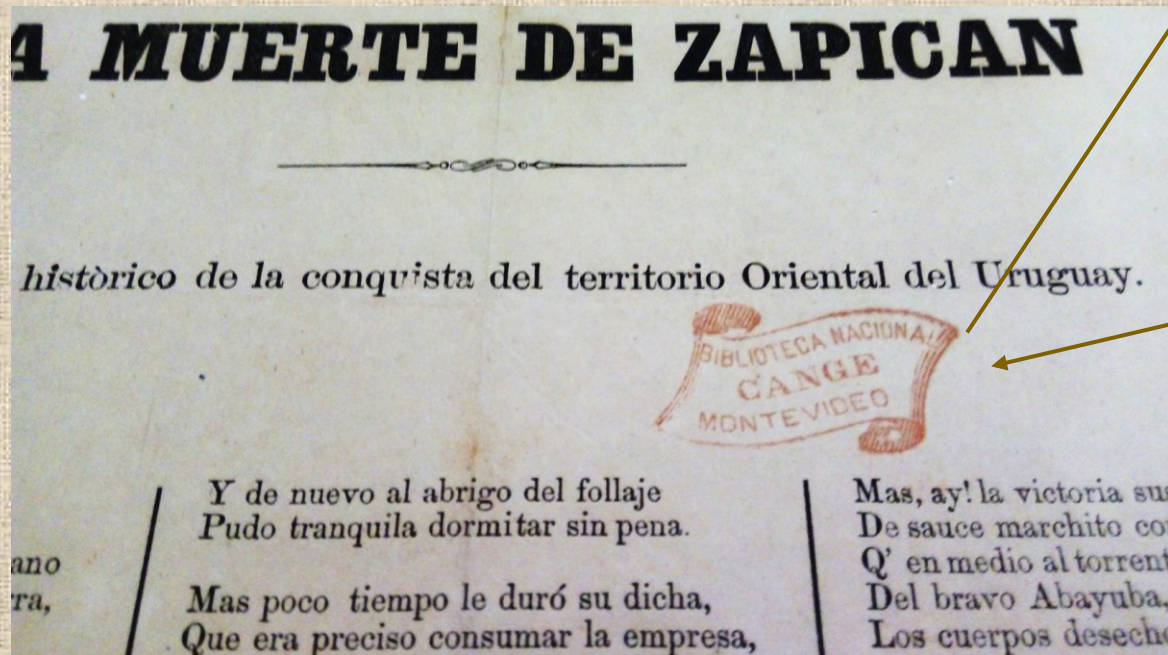 A MUERTE DE ZAPICAN
històrico de la conquista del territorio Oriental del Uruguay.
BIBLIOTECA NACIONAL
CANGE
MONTEVIDEO
ano
ra,
Y de nuevo al abrigo del follaje
Pudo tranquila dormitar sin pena.
Mas poco tiempo le duró su dicha,
Que era preciso consumar la empresa,
Mas, ay! la victoria
De sauce marchito
Q' en medio al torrent
Del bravo Abayuba.
Los cuerpos desech